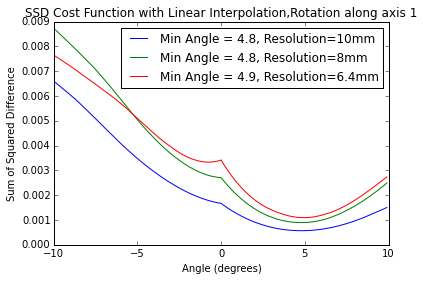 SSD Cost Function with Linear Interpolation,Rotation along axis 1
0.009
0.008
0.007
0.006
0.005
0.004
0.003
0.002
0.001
0.000
Sum of Squared Difference
Min Angle = 4.8, Resolution=10mm
Min Angle = 4.8, Resolution=8mm
Min Angle = 4.9, Resolution=6.4mm
−10 −5 0 5 10
Angle (degrees)